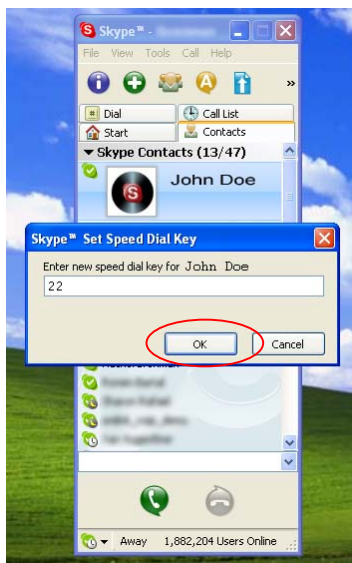 Skype™ -
File View Tools Call Help
Dial
Call List
Start
Contacts
Skype Contacts (13/47)
John Doe
Skype™ Set Speed Dial Key
Enter new speed dial key for John Doe
22
OK
Cancel
Away 1,882,204 Users Online